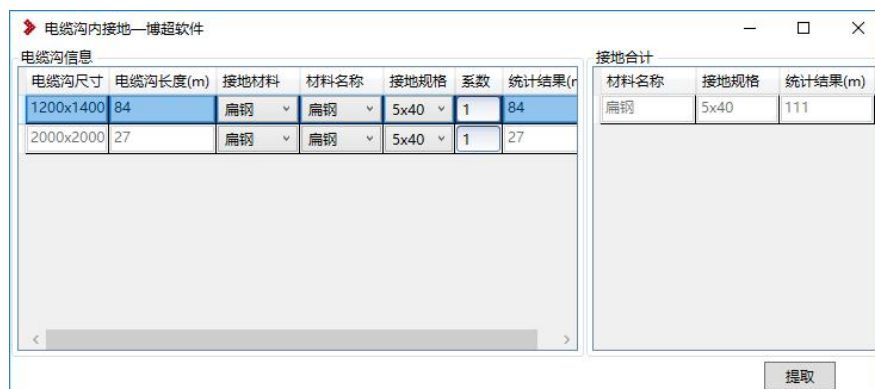 电缆沟内接地—博超软件
电缆沟信息
电缆沟尺寸 电缆沟长度(m) 接地材料 材料名称 接地规格 系数 统计结果(r
1200x1400 84 扁钢 扁钢 5x40 1 84
2000x2000 27 扁钢 扁钢 5x40 1 27
接地合计
材料名称 接地规格 统计结果(m)
扁钢 5x40 111
提取